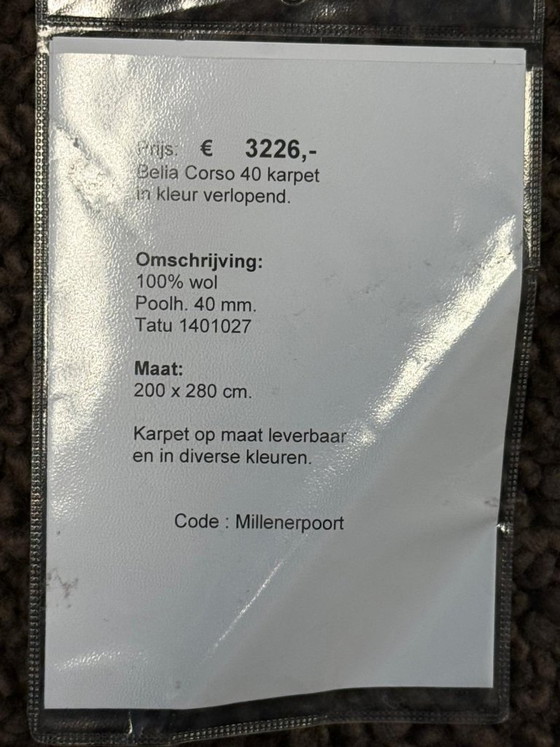 Prijs: € 3226,-
Belia Corso 40 karpet
in kleur verlopend.
Omschrijving:
100% wol
Poolh. 40 mm.
Tatu 1401027
Maat:
200 x 280 cm.
Karpet op maat leverbaar
en in diverse kleuren.
Code : Millenerpoort